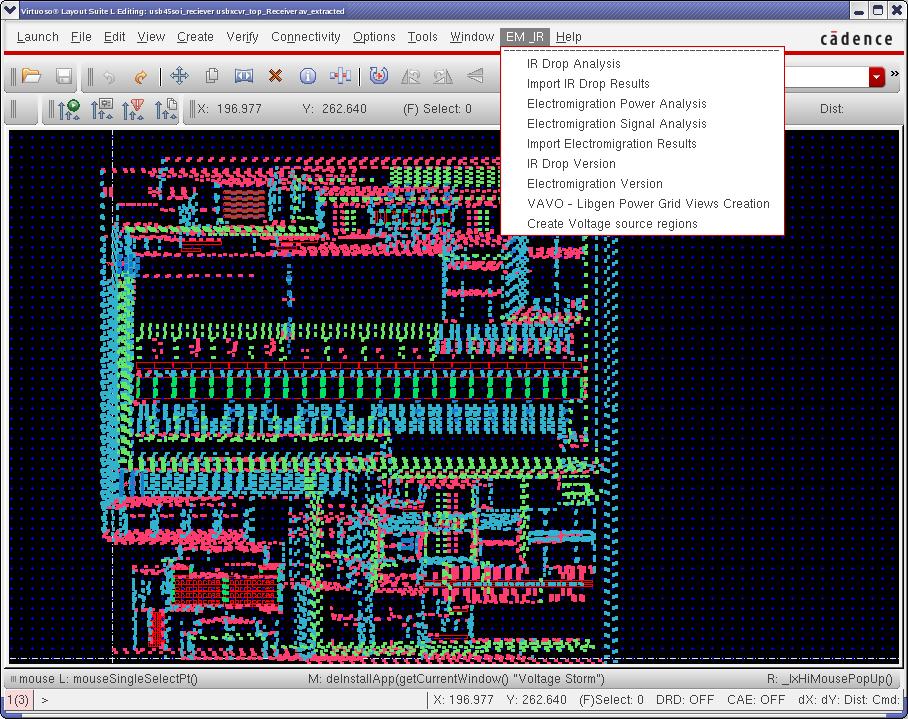 Virtuoso® Layout Suite L Editing: usb45soi_reciever usbxcvr_top_Receiver av_extracted
Launch File Edit View Create Verify Connectivity Options Tools Window EM _IR Help
cādence
IR Drop Analysis
Import IR Drop Results
Electromigration Power Analysis
Electromigration Signal Analysis
Import Electromigration Results
IR Drop Version
Electromigration Version
VAVO - Libgen Power Grid Views Creation
Create Voltage source regions
X: 196.977 Y: 262.640 (F) Select: 0 Dist:
mouse L: mouseSingleSelectPt() M: deInstallApp(getCurrentWindow() "Voltage Storm") R: _lxHiMousePopUp()
1(3) > X: 196.977 Y: 262.640 (F)Select: 0 DRD: OFF CAE: OFF dX: dY: Dist: Cmd: